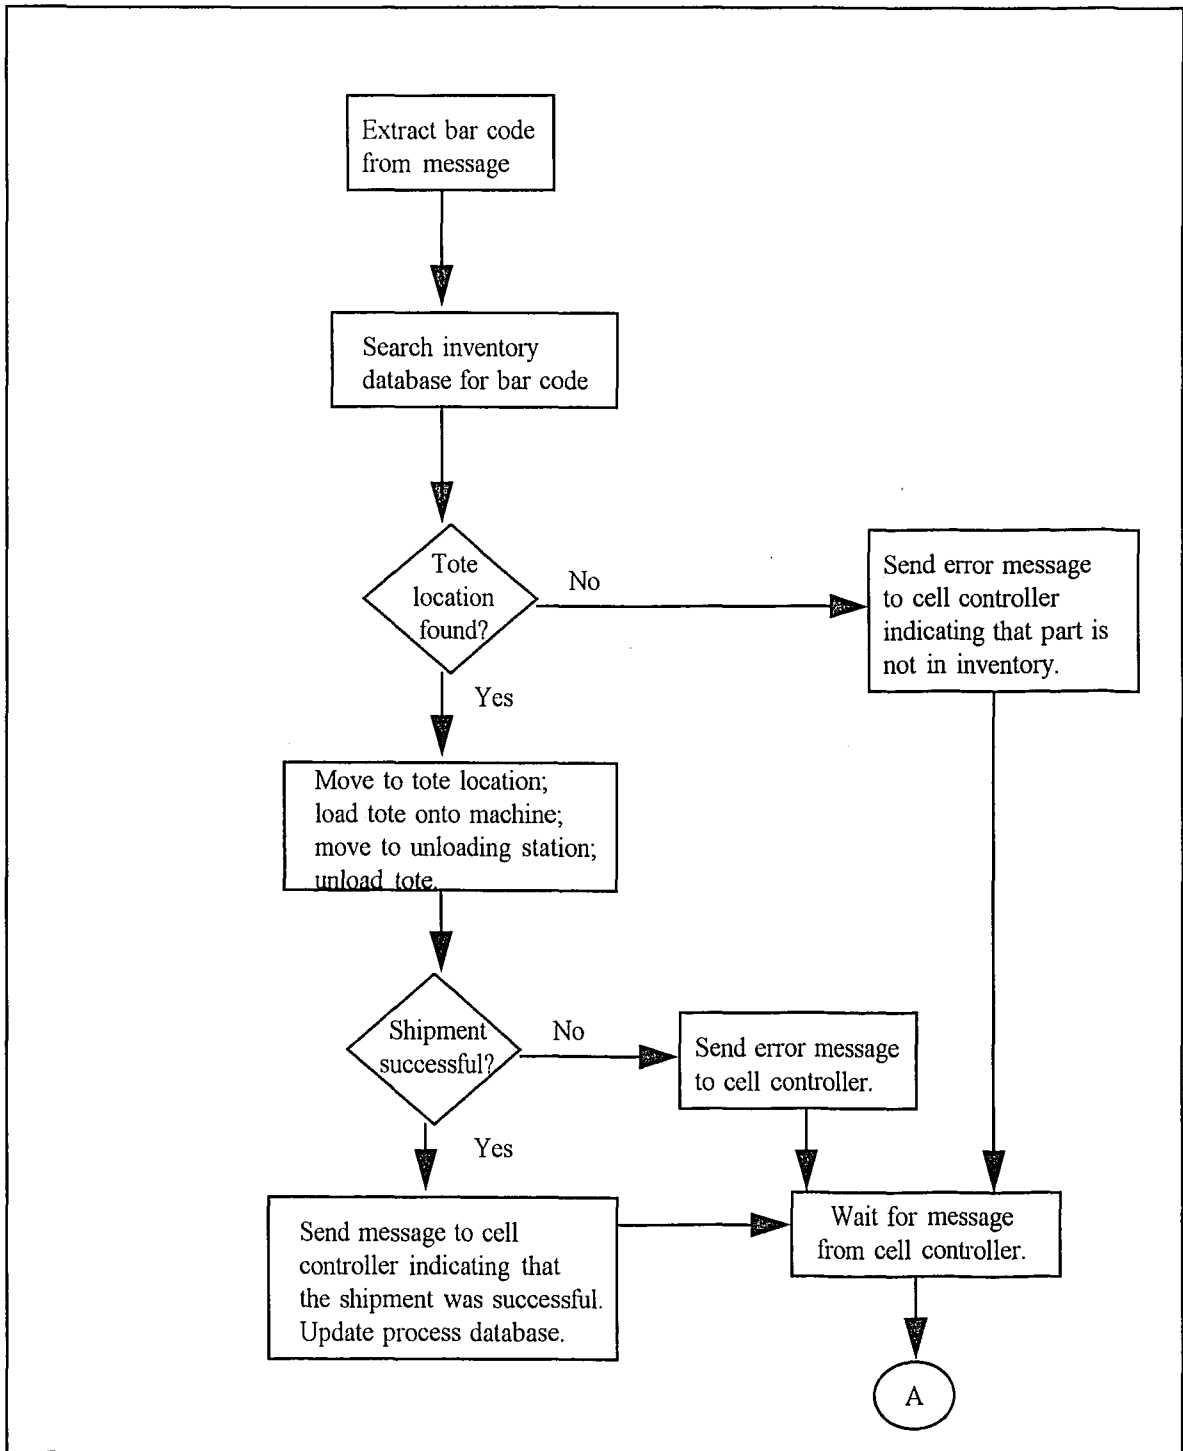 Extract bar code
from message
Search inventory
database for bar code
Tote
location
found?
No
Send error message
to cell controller
indicating that part is
not in inventory.
Yes
Move to tote location;
load tote onto machine;
move to unloading station;
unload tote.
Shipment
successful?
No
Send error message
to cell controller.
Yes
Send message to cell
controller indicating that
the shipment was successful.
Update process database.
Wait for message
from cell controller.
A